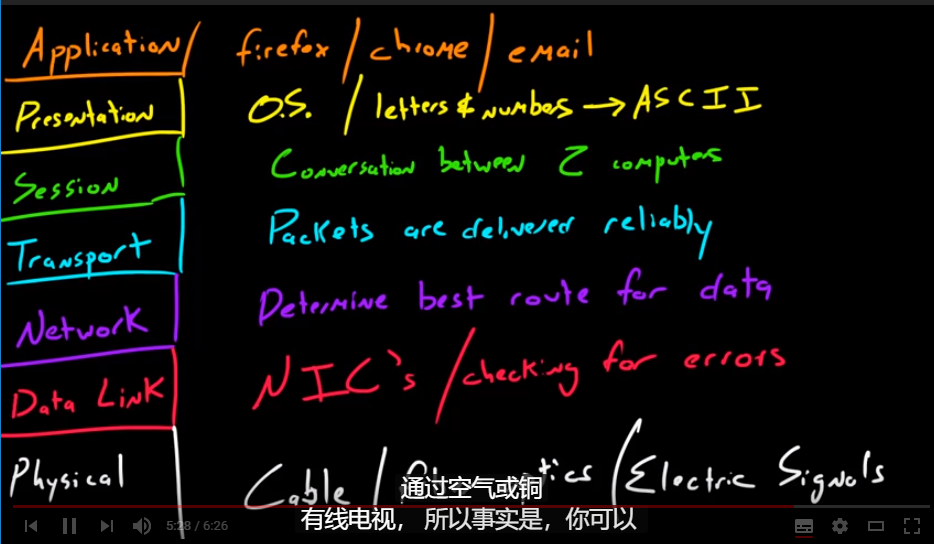 Application/ firefox / chrome / email
Presentation O.S. / letters & numbers → ASCII
Session Conversation between 2 computers
Transport Packets are delivered reliably
Network Determine best route for data
Data Link NIC's / checking for errors
Physical Cable / / Electric Signals
通过空气或铜
有线电视，所以事实是，你可以
5:28 / 6:26